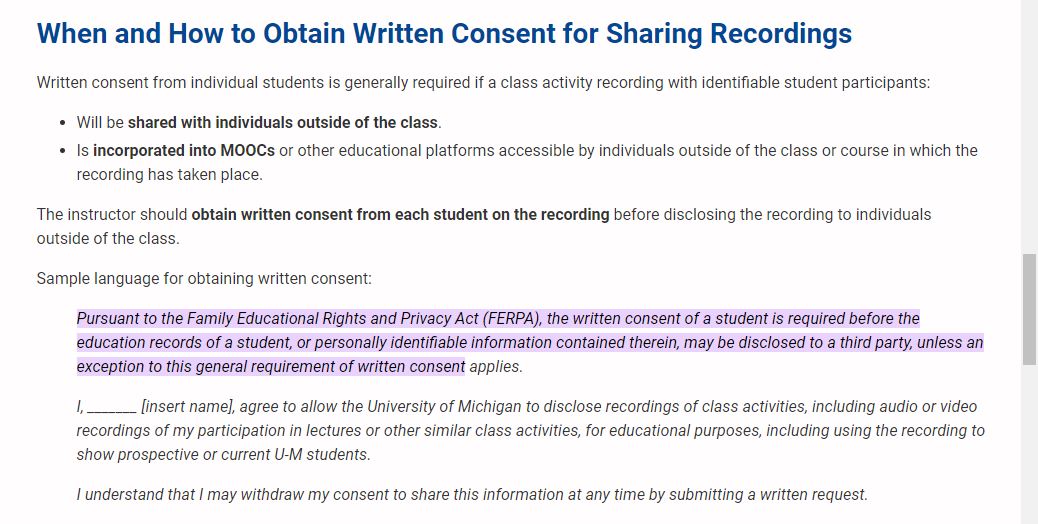 When and How to Obtain Written Consent for Sharing Recordings
Written consent from individual students is generally required if a class activity recording with identifiable student participants:
• Will be shared with individuals outside of the class.
• Is incorporated into MOOCs or other educational platforms accessible by individuals outside of the class or course in which the
recording has taken place.
The instructor should obtain written consent from each student on the recording before disclosing the recording to individuals
outside of the class.
Sample language for obtaining written consent:
Pursuant to the Family Educational Rights and Privacy Act (FERPA), the written consent of a student is required before the
education records of a student, or personally identifiable information contained therein, may be disclosed to a third party, unless an
exception to this general requirement of written consent applies.
I, _______ [insert name], agree to allow the University of Michigan to disclose recordings of class activities, including audio or video
recordings of my participation in lectures or other similar class activities, for educational purposes, including using the recording to
show prospective or current U-M students.
I understand that I may withdraw my consent to share this information at any time by submitting a written request.